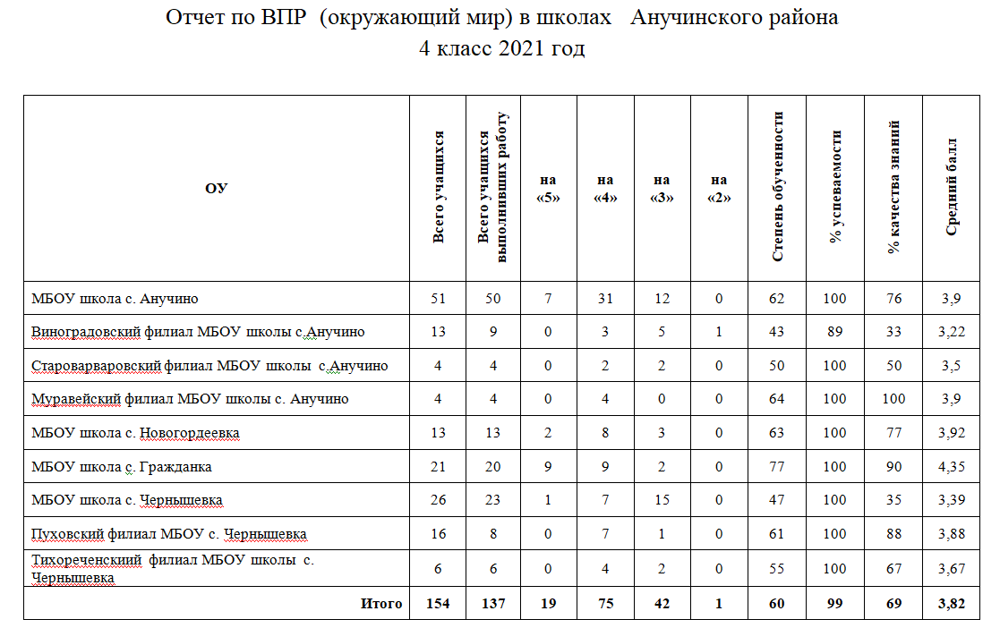 Отчет по ВПР (окружающий мир) в школах Анучинского района
4 класс 2021 год
ОУ Всего учащихся Всего учащихся выполнивших работу на «5» на «4» на «3» на «2» Степень обученности % успеваемости % качества знаний Средний балл
МБОУ школа с. Анучино 51 50 7 31 12 0 62 100 76 3,9
Виноградовский филиал МБОУ школы с.Анучино 13 9 0 3 5 1 43 89 33 3,22
Староварваровский филиал МБОУ школы с.Анучино 4 4 0 2 2 0 50 100 50 3,5
Муравейский филиал МБОУ школы с. Анучино 4 4 0 4 0 0 64 100 100 3,9
МБОУ школа с. Новогордеевка 13 13 2 8 3 0 63 100 77 3,92
МБОУ школа с. Гражданка 21 20 9 9 2 0 77 100 90 4,35
МБОУ школа с. Чернышевка 26 23 1 7 15 0 47 100 35 3,39
Пуховский филиал МБОУ с. Чернышевка 16 8 0 7 1 0 61 100 88 3,88
Тихореченскиий филиал МБОУ школы с.
Чернышевка 6 6 0 4 2 0 55 100 67 3,67
Итого 154 137 19 75 42 1 60 99 69 3,82